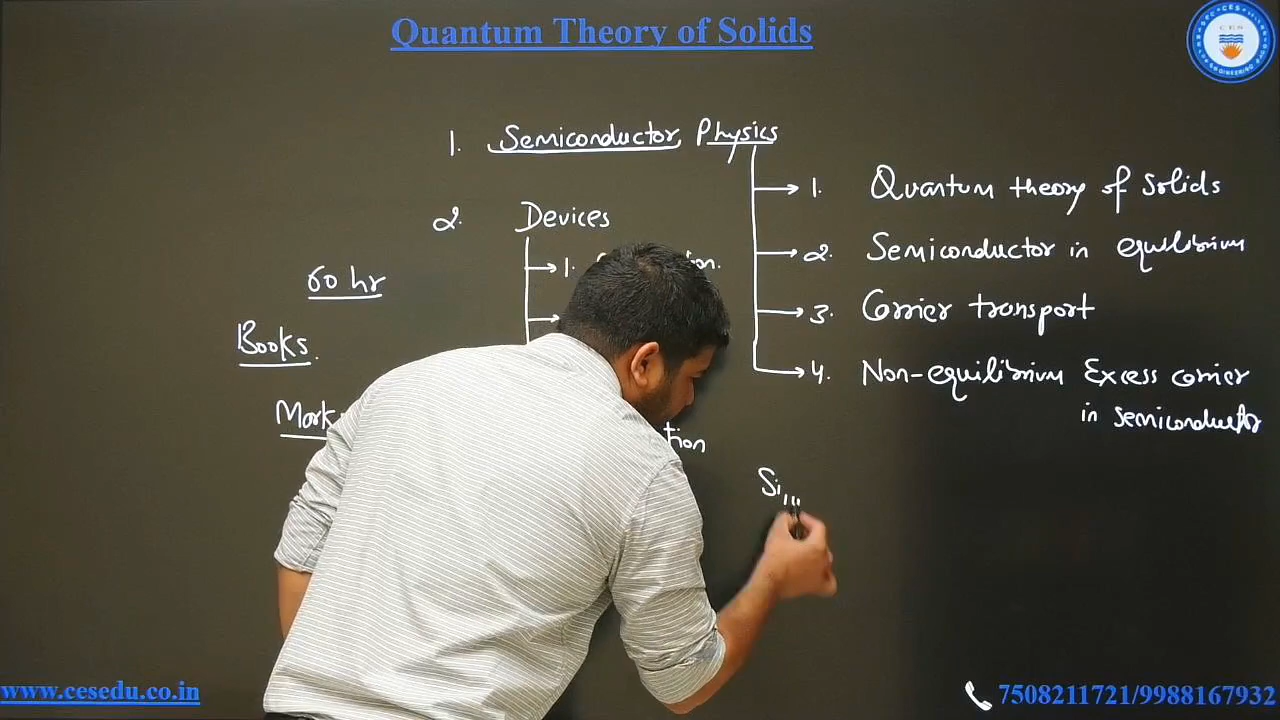 Quantum Theory of Solids
CES
1. Semiconductor Physics
1. Quantum theory of Solids
2. Devices
2. Semiconductor in equilibrium
60 hr
1.
3. Carrier transport
Books.
4. Non-equilibrium Excess carrier
in semiconductor
Si
www.cesedu.co.in
7508211721/9988167932